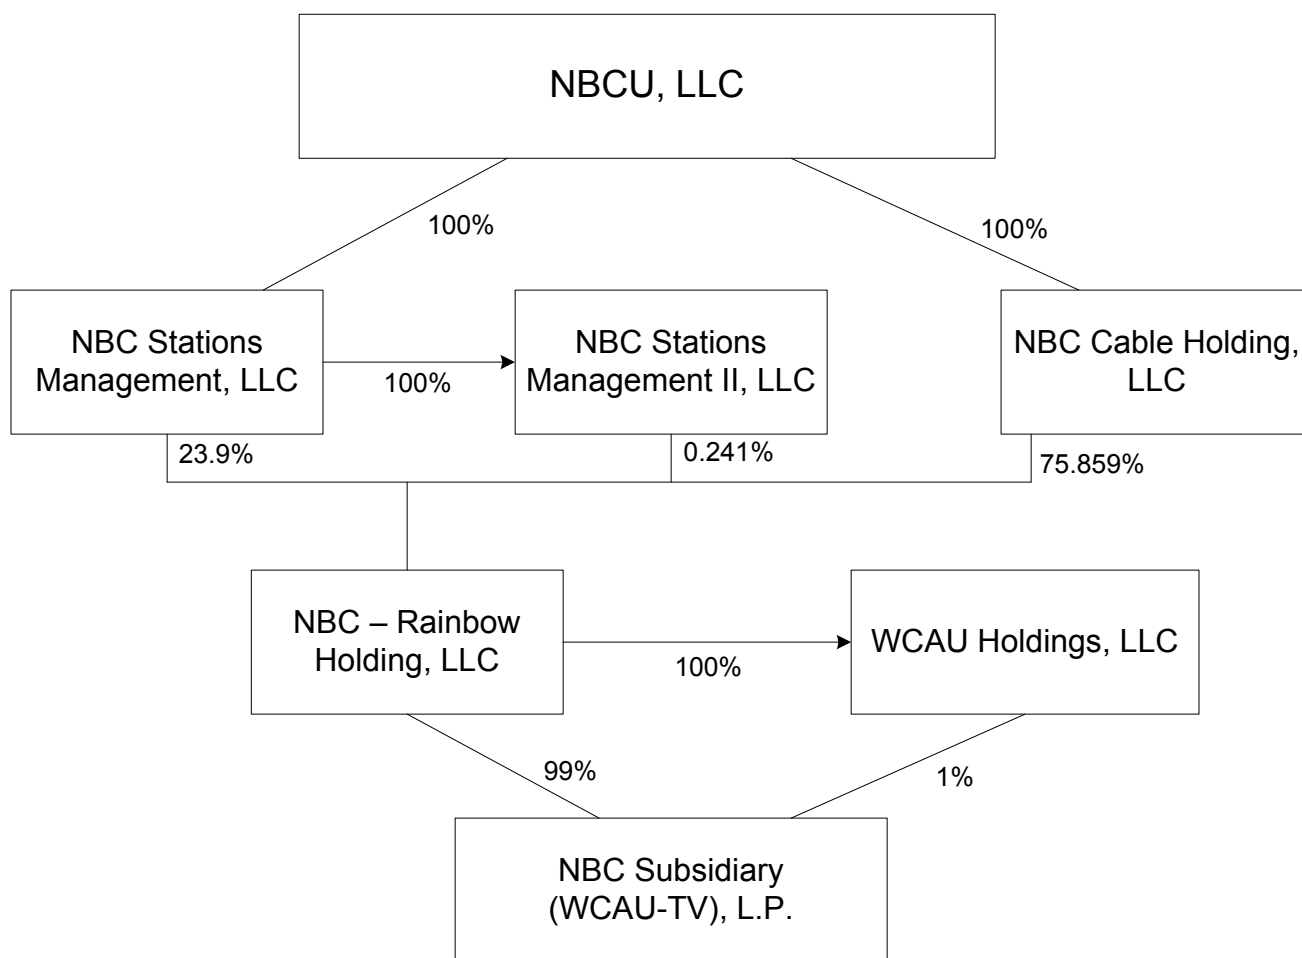 NBCU, LLC
100%
100%
NBC Stations
Management, LLC
100%
NBC Stations
Management II, LLC
NBC Cable Holding,
LLC
23.9%
0.241%
75.859%
NBC – Rainbow
Holding, LLC
100%
WCAU Holdings, LLC
99%
1%
NBC Subsidiary
(WCAU-TV), L.P.